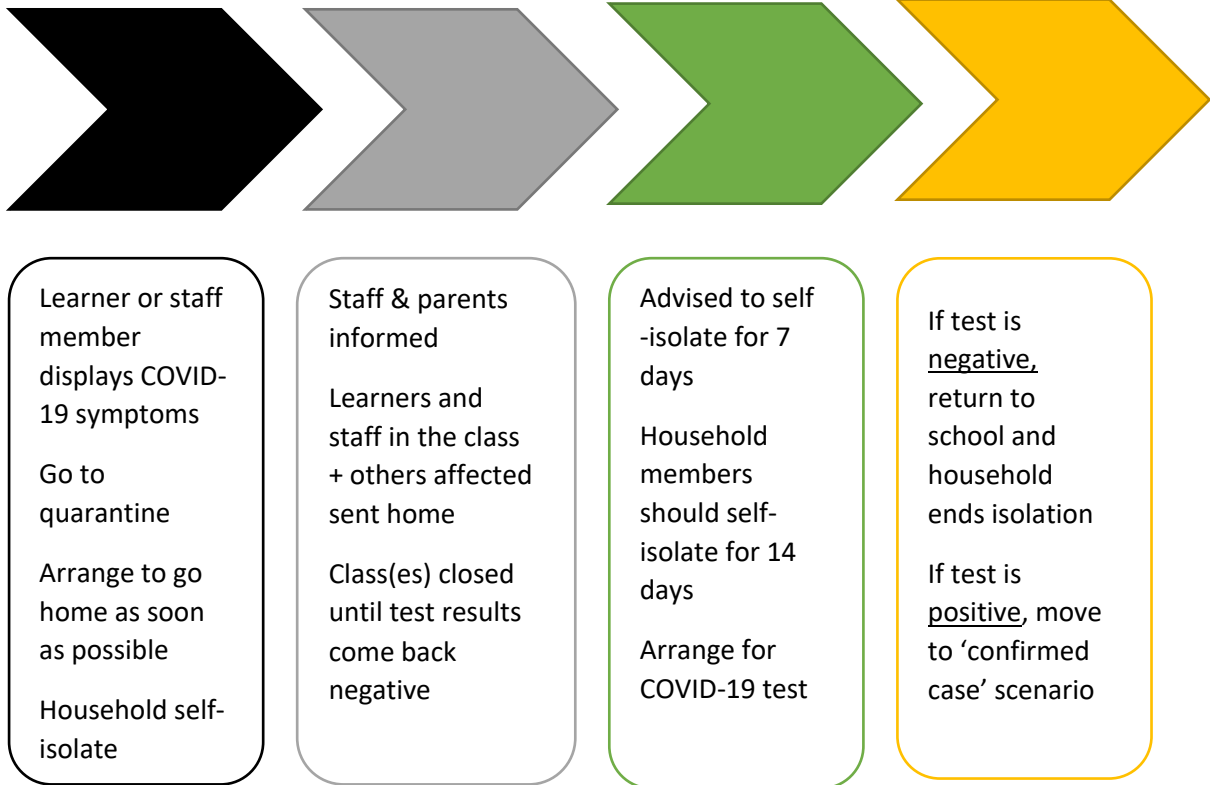 Learner or staff
member
displays COVID-
19 symptoms
Go to
quarantine
Arrange to go
home as soon
as possible
Household self-
isolate
Staff & parents
informed
Learners and
staff in the class
+ others affected
sent home
Class(es) closed
until test results
come back
negative
Advised to self
-isolate for 7
days
Household
members
should self-
isolate for 14
days
Arrange for
COVID-19 test
If test is
negative,
return to
school and
household
ends isolation
If test is
positive, move
to ‘confirmed
case’ scenario